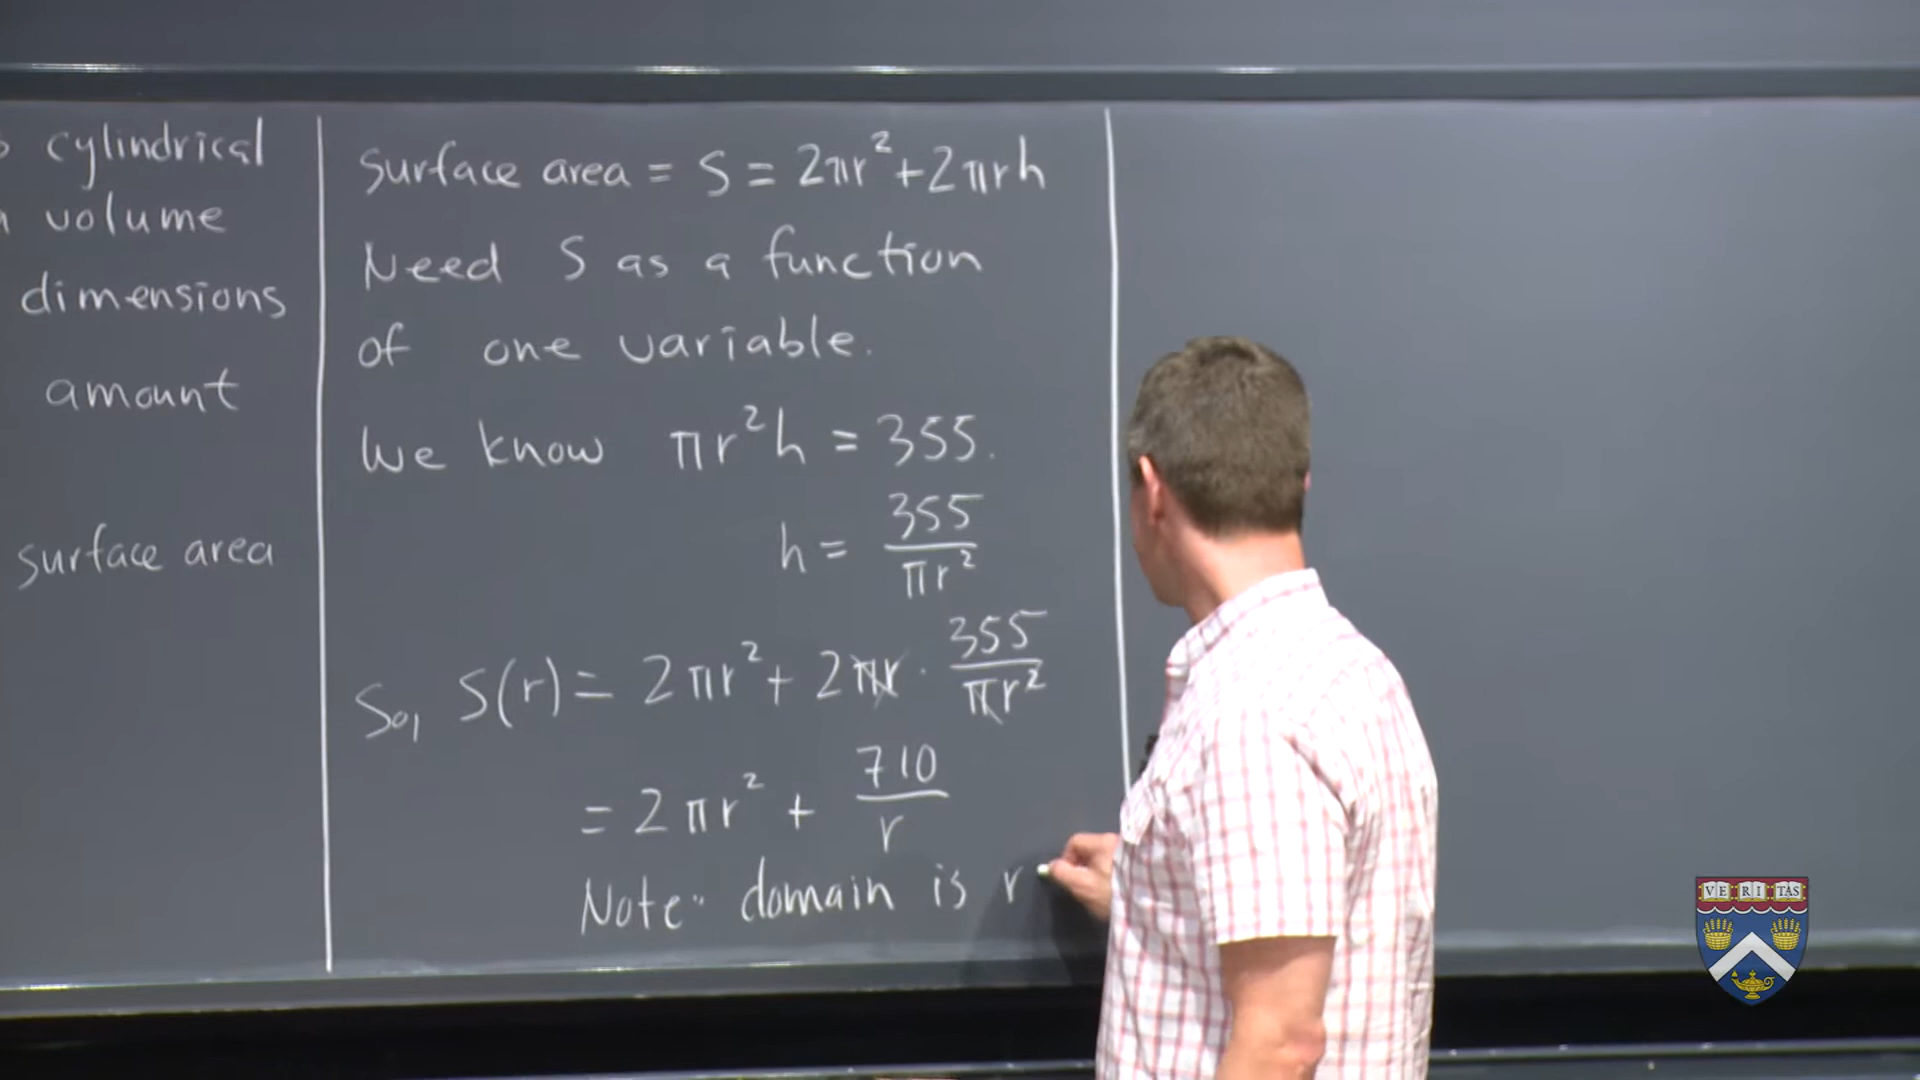 cylindrical
volume
dimensions
amount
surface area
Surface area = S = 2πr² + 2πrh
Need S as a function
of one variable.
We know πr²h = 355.
h = 355/πr²
So, S(r) = 2πr² + 2πr · 355/πr²
= 2πr² + 710/r
Note: domain is r
VE RI TAS